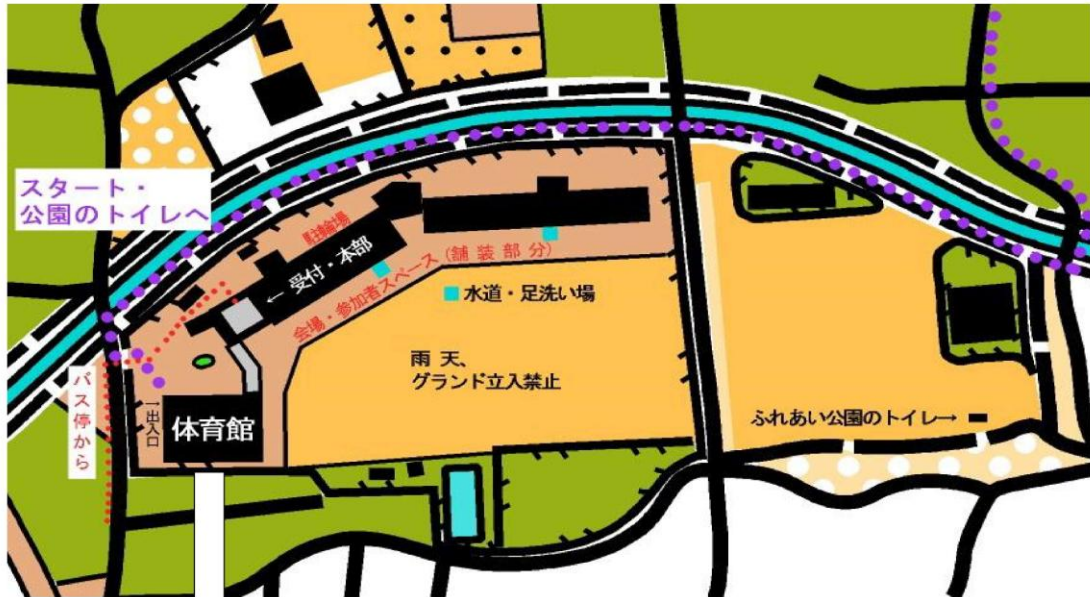 スタート・
公園のトイレへ
駐輪場
← 受付・本部
会場・参加者スペース(舗装部分)
水道・足洗い場
雨天、
グランド立入禁止
バス停から
→出入口
体育館
ふれあい公園のトイレ→